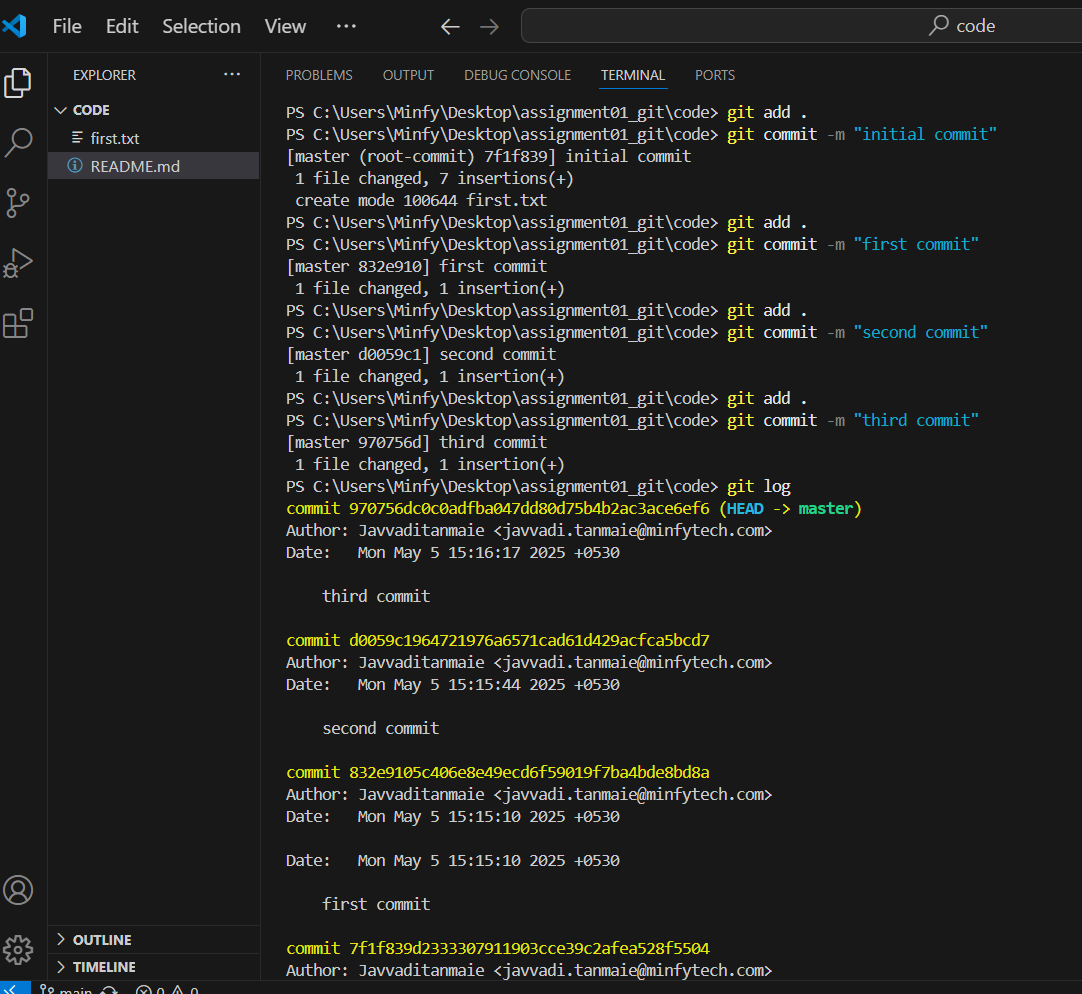 File Edit Selection View ···
code
EXPLORER ···
CODE
first.txt
README.md
OUTLINE
TIMELINE
PROBLEMS OUTPUT DEBUG CONSOLE TERMINAL PORTS
PS C:\Users\Minfy\Desktop\assignment01_git\code> git add .
PS C:\Users\Minfy\Desktop\assignment01_git\code> git commit -m "initial commit"
[master (root-commit) 7f1f839] initial commit
 1 file changed, 7 insertions(+)
 create mode 100644 first.txt
PS C:\Users\Minfy\Desktop\assignment01_git\code> git add .
PS C:\Users\Minfy\Desktop\assignment01_git\code> git commit -m "first commit"
[master 832e910] first commit
 1 file changed, 1 insertion(+)
PS C:\Users\Minfy\Desktop\assignment01_git\code> git add .
PS C:\Users\Minfy\Desktop\assignment01_git\code> git commit -m "second commit"
[master d0059c1] second commit
 1 file changed, 1 insertion(+)
PS C:\Users\Minfy\Desktop\assignment01_git\code> git add .
PS C:\Users\Minfy\Desktop\assignment01_git\code> git commit -m "third commit"
[master 970756d] third commit
 1 file changed, 1 insertion(+)
PS C:\Users\Minfy\Desktop\assignment01_git\code> git log
commit 970756dc0c0adfba047dd80d75b4b2ac3ace6ef6 (HEAD -> master)
Author: Javvaditanmaie <javvadi.tanmaie@minfytech.com>
Date:   Mon May 5 15:16:17 2025 +0530

    third commit

commit d0059c1964721976a6571cad61d429acfca5bcd7
Author: Javvaditanmaie <javvadi.tanmaie@minfytech.com>
Date:   Mon May 5 15:15:44 2025 +0530

    second commit

commit 832e9105c406e8e49ecd6f59019f7ba4bde8bd8a
Author: Javvaditanmaie <javvadi.tanmaie@minfytech.com>
Date:   Mon May 5 15:15:10 2025 +0530

Date:   Mon May 5 15:15:10 2025 +0530

    first commit

commit 7f1f839d2333307911903cce39c2afea528f5504
Author: Javvaditanmaie <javvadi.tanmaie@minfytech.com>
main 0 0